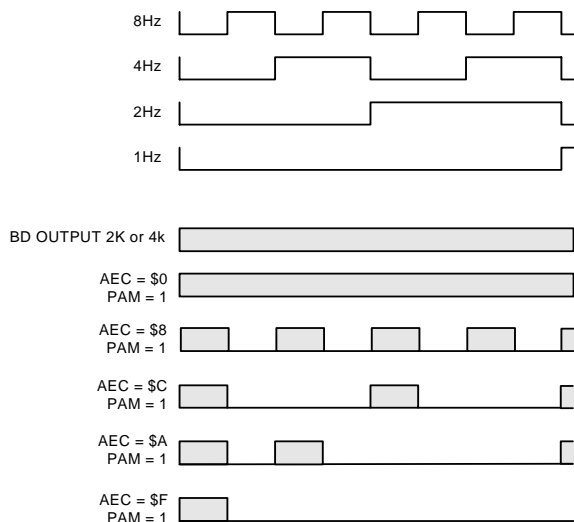 8Hz
4Hz
2Hz
1Hz
BD OUTPUT 2K or 4k
AEC = $0
PAM = 1
AEC = $8
PAM = 1
AEC = $C
PAM = 1
AEC = $A
PAM = 1
AEC = $F
PAM = 1